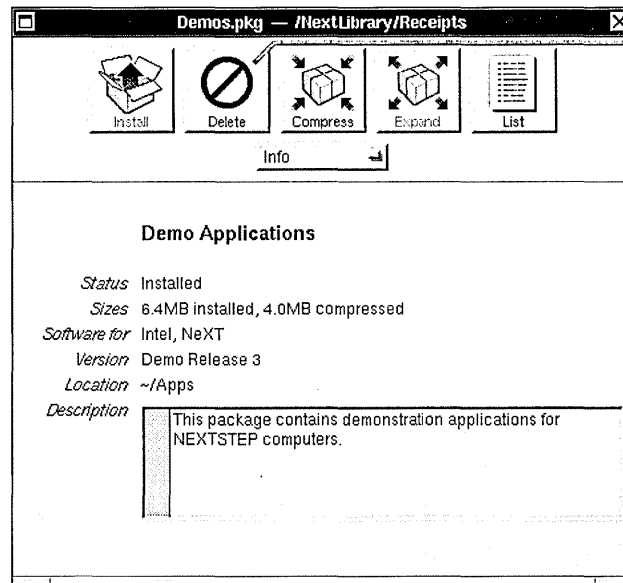 Demos.pkg — /NextLibrary/Receipts
Install Delete Compress Expand List
Info
Demo Applications
Status Installed
Sizes 6.4MB installed, 4.0MB compressed
Software for Intel, NeXT
Version Demo Release 3
Location ~/Apps
Description This package contains demonstration applications for
NEXTSTEP computers.